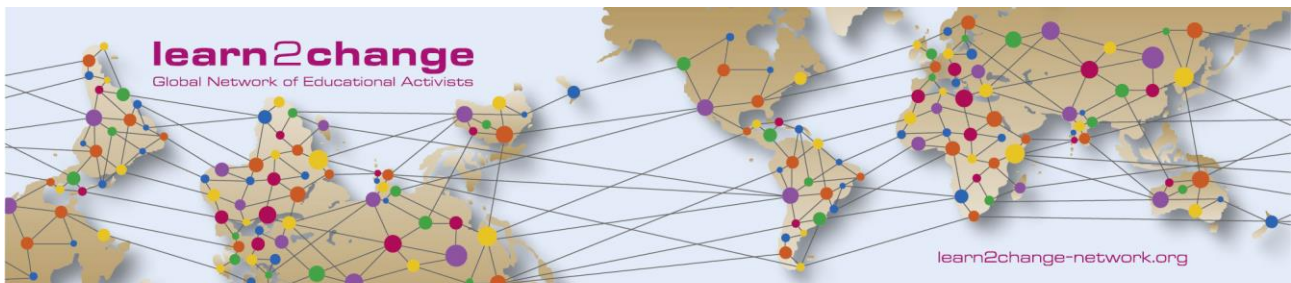 learn2change
Global Network of Educational Activists
learn2change-network.org